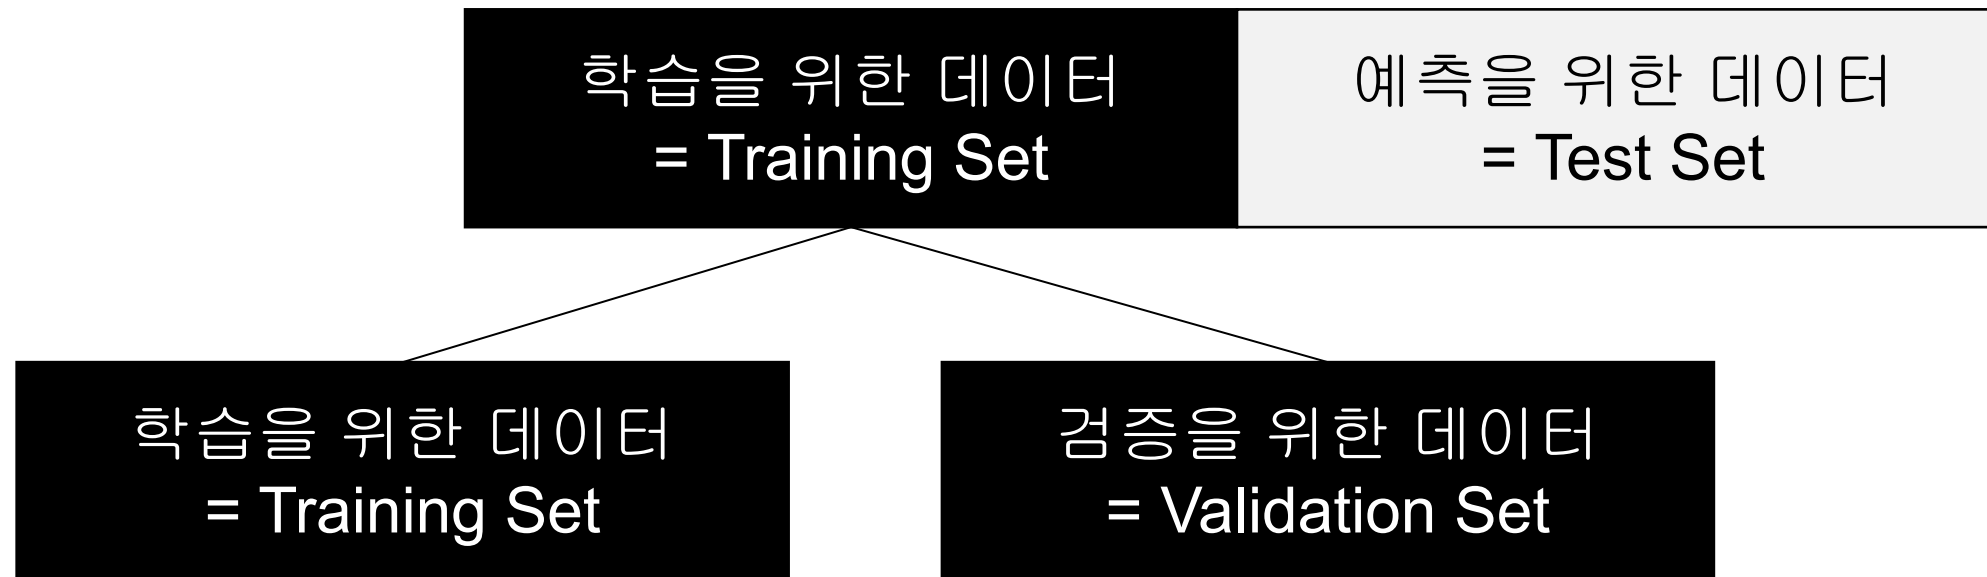 학습을 위한 데이터
= Training Set
예측을 위한 데이터
= Test Set
학습을 위한 데이터
= Training Set
검증을 위한 데이터
= Validation Set